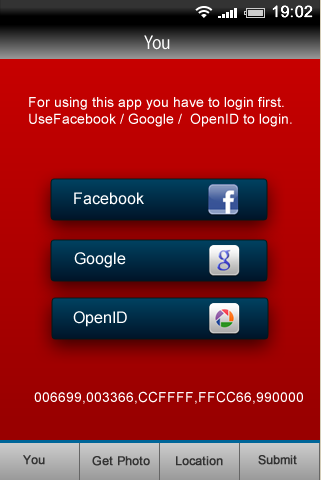 19:02
You
For using this app you have to login first.
UseFacebook / Google / OpenID to login.
Facebook
f
Google
g
OpenID
006699,003366,CCFFFF,FFCC66,990000
You
Get Photo
Location
Submit